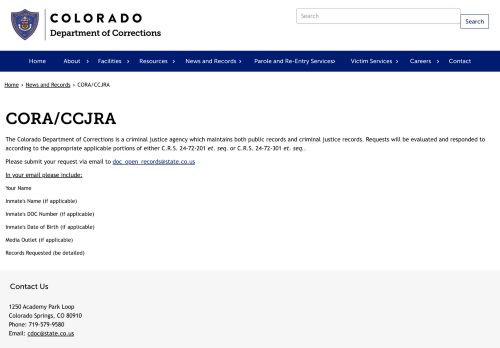 COLORADO
Department of Corrections
Search
Search
Home
About
Facilities
Resources
News and Records
Parole and Re-Entry Services
Victim Services
Careers
Contact
Home › News and Records › CORA/CCJRA
CORA/CCJRA
The Colorado Department of Corrections is a criminal justice agency which maintains both public records and criminal justice records. Requests will be evaluated and responded to
according to the appropriate applicable portions of either C.R.S. 24-72-201 et. seq. or C.R.S. 24-72-301 et. seq..
Please submit your request via email to doc_open_records@state.co.us
In your email please include:
Your Name
Inmate's Name (if applicable)
Inmate's DOC Number (if applicable)
Inmate's Date of Birth (if applicable)
Media Outlet (if applicable)
Records Requested (be detailed)
Contact Us
1250 Academy Park Loop
Colorado Springs, CO 80910
Phone: 719-579-9580
Email: cdoc@state.co.us